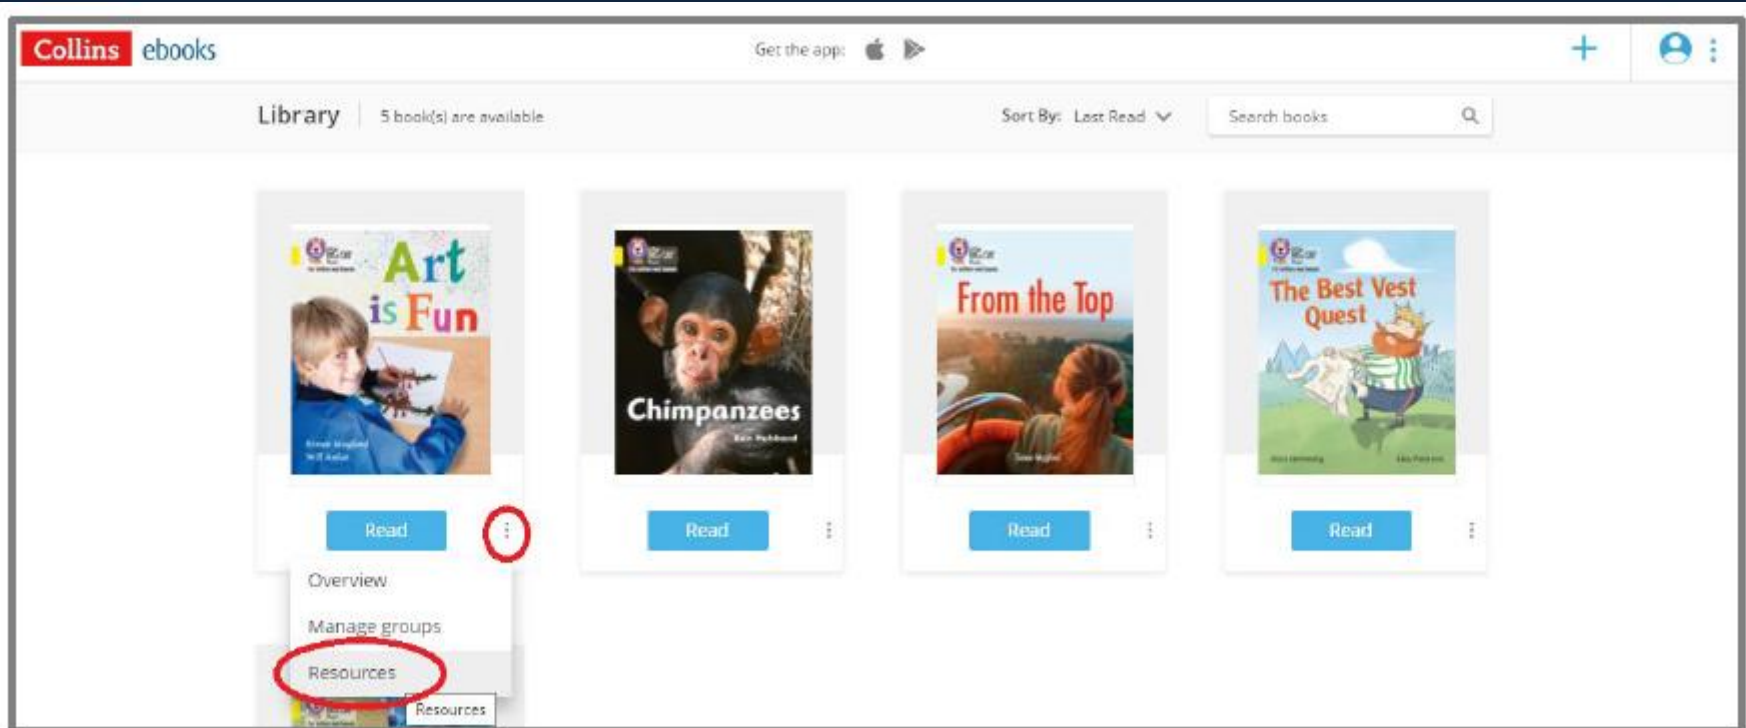 Collins ebooks
Get the app:
Library 5 book(s) are available
Sort By: Last Read
Search books
Art
is Fun
Chimpanzees
From the Top
The Best Vest
Quest
Read
Read
Read
Read
Overview
Manage groups
Resources
Resources